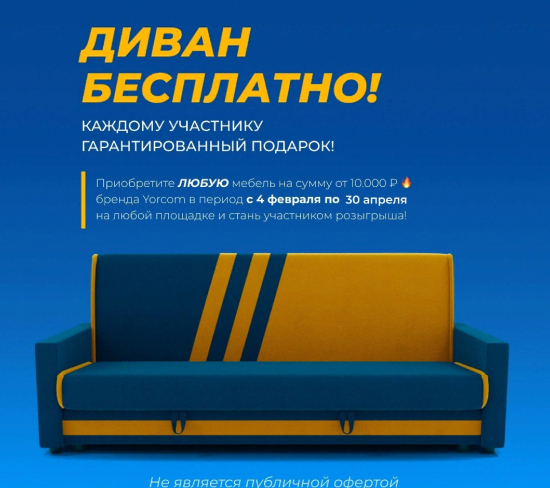 ДИВАН
БЕСПЛАТНО!
КАЖДОМУ УЧАСТНИКУ
ГАРАНТИРОВАННЫЙ ПОДАРОК!
Приобретите ЛЮБУЮ мебель на сумму от 10.000 ₽ 🔥
бренда Yorcom в период с 4 февраля по 30 апреля
на любой площадке и стань участником розыгрыша!
Не является публичной офертой